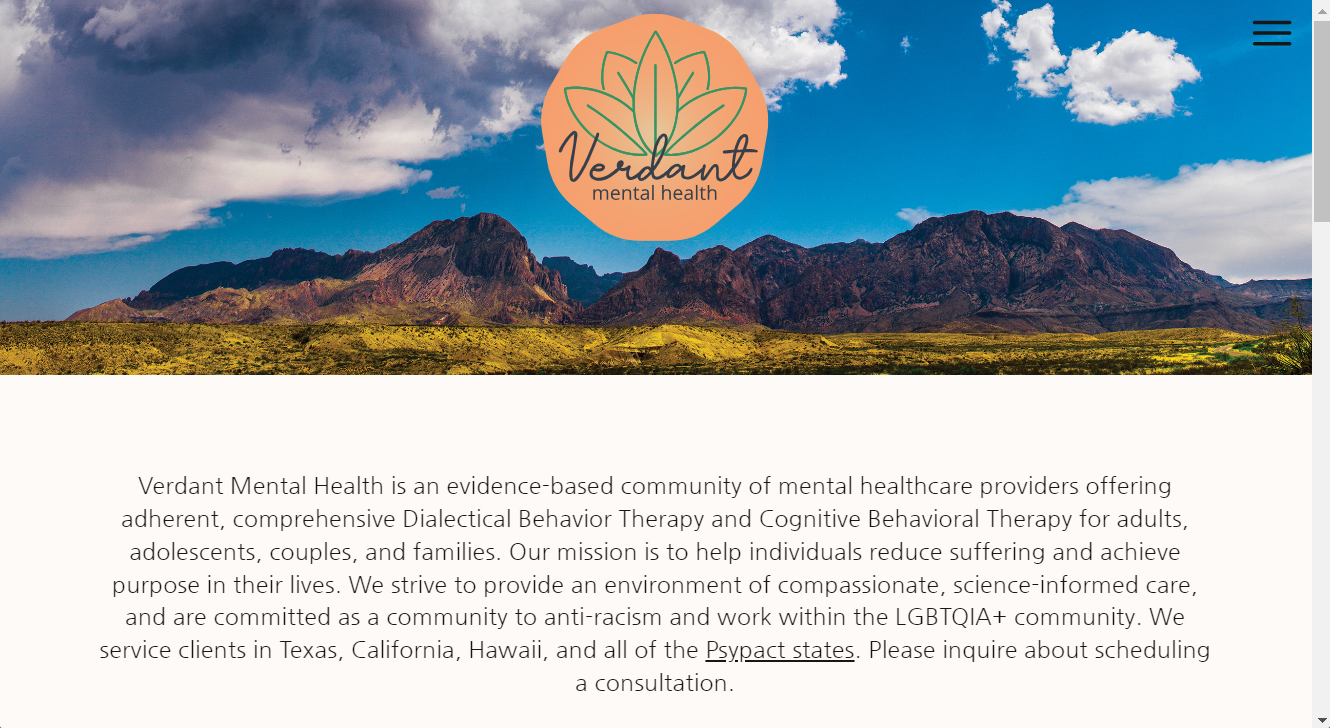 Verdant
mental health
Verdant Mental Health is an evidence-based community of mental healthcare providers offering
adherent, comprehensive Dialectical Behavior Therapy and Cognitive Behavioral Therapy for adults,
adolescents, couples, and families. Our mission is to help individuals reduce suffering and achieve
purpose in their lives. We strive to provide an environment of compassionate, science-informed care,
and are committed as a community to anti-racism and work within the LGBTQIA+ community. We
service clients in Texas, California, Hawaii, and all of the Psypact states. Please inquire about scheduling
a consultation.